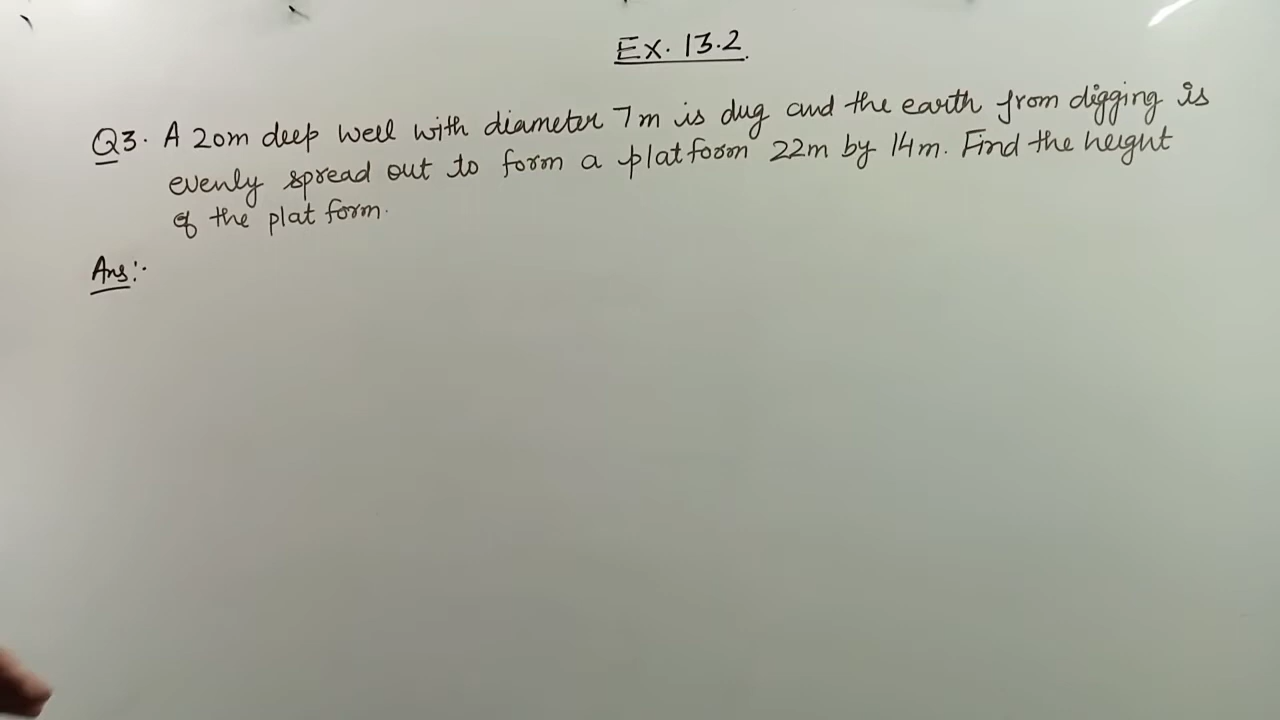 Ex. 13.2
Q3. A 20m deep well with diameter 7m is dug and the earth from digging is
evenly spread out to form a platform 22m by 14m. Find the height
of the platform.
Ans:-